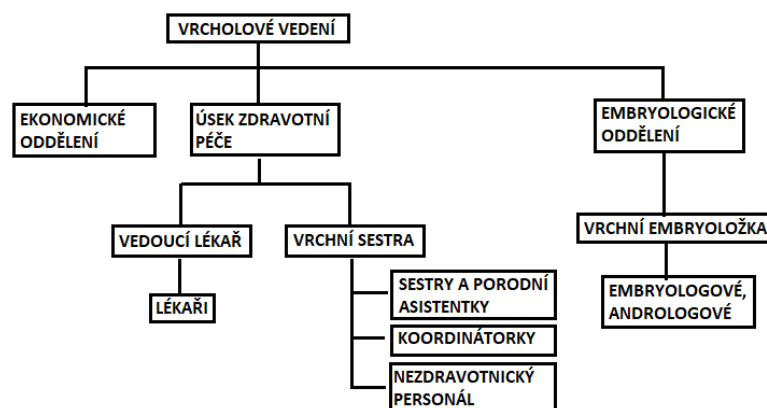 VRCHOLOVÉ VEDENÍ
EKONOMICKÉ
ODDĚLENÍ
ÚSEK ZDRAVOTNÍ
PÉČE
EMBRYOLOGICKÉ
ODDĚLENÍ
VEDOUCÍ LÉKAŘ
VRCHNÍ SESTRA
VRCHNÍ EMBRYOLOŽKA
LÉKAŘI
SESTRY A PORODNÍ
ASISTENTKY
KOORDINÁTORKY
NEZDRAVOTNICKÝ
PERSONÁL
EMBRYOLOGOVÉ,
ANDROLOGOVÉ